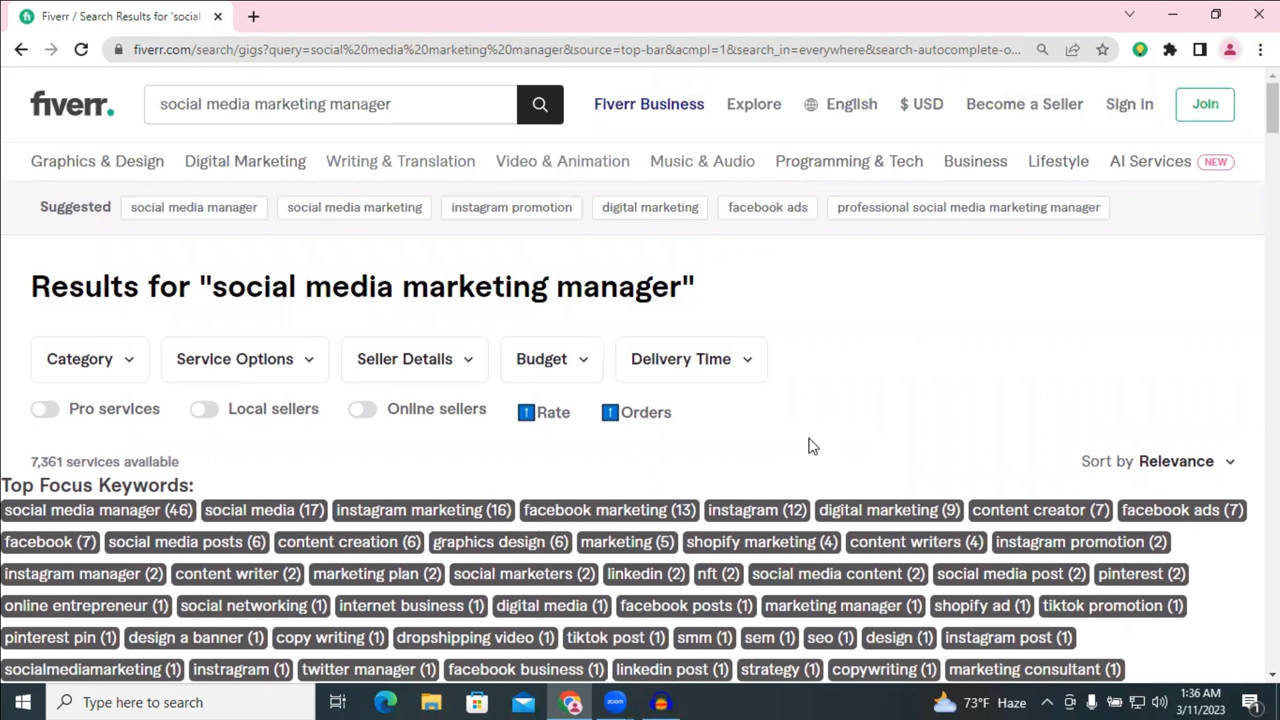 Fiverr / Search Results for 'social
fiverr.com/search/gigs?query=social%20media%20marketing%20manager&source=top-bar&acmpl=1&search_in=everywhere&search-autocomplete-o...
fiverr. social media marketing manager Fiverr Business Explore English $ USD Become a Seller Sign In Join
Graphics & Design Digital Marketing Writing & Translation Video & Animation Music & Audio Programming & Tech Business Lifestyle AI Services NEW
Suggested social media manager social media marketing instagram promotion digital marketing facebook ads professional social media marketing manager
Results for "social media marketing manager"
Category Service Options Seller Details Budget Delivery Time
Pro services Local sellers Online sellers ↑Rate ↑Orders
7,361 services available Sort by Relevance
Top Focus Keywords:
social media manager (46) social media (17) instagram marketing (16) facebook marketing (13) instagram (12) digital marketing (9) content creator (7) facebook ads (7)
facebook (7) social media posts (6) content creation (6) graphics design (6) marketing (5) shopify marketing (4) content writers (4) instagram promotion (2)
instagram manager (2) content writer (2) marketing plan (2) social marketers (2) linkedin (2) nft (2) social media content (2) social media post (2) pinterest (2)
online entrepreneur (1) social networking (1) internet business (1) digital media (1) facebook posts (1) marketing manager (1) shopify ad (1) tiktok promotion (1)
pinterest pin (1) design a banner (1) copy writing (1) dropshipping video (1) tiktok post (1) smm (1) sem (1) seo (1) design (1) instagram post (1)
socialmediamarketing (1) instragram (1) twitter manager (1) facebook business (1) linkedin post (1) strategy (1) copywriting (1) marketing consultant (1)
Type here to search zoom 73°F Haze 1:36 AM
3/11/2023 1